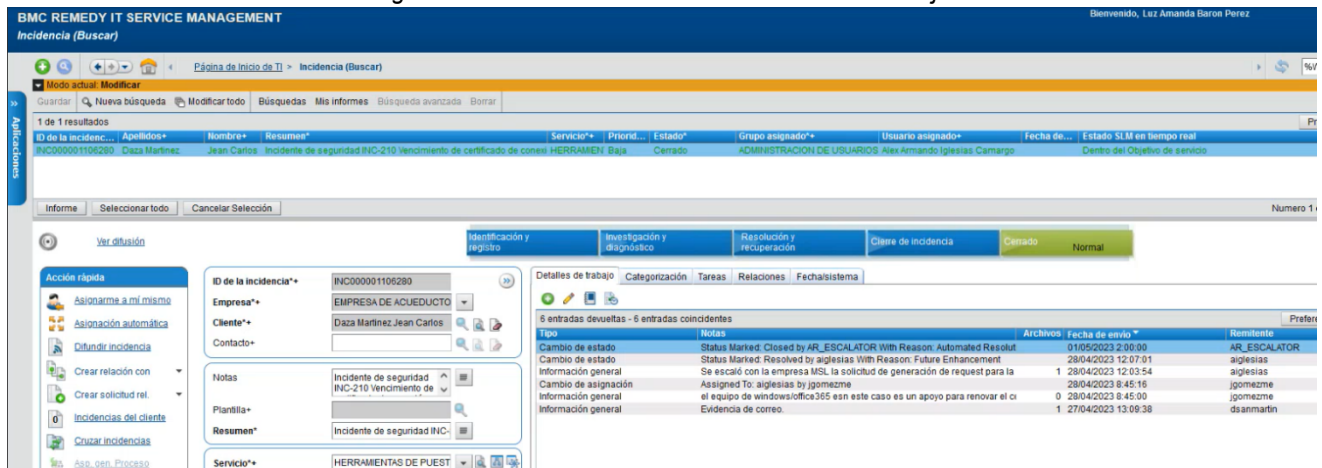 BMC REMEDY IT SERVICE MANAGEMENT
Bienvenido, Luz Amanda Baron Perez
Incidencia (Buscar)
Página de Inicio de TI > Incidencia (Buscar)
Modo actual: Modificar
Guardar Nueva búsqueda Modificar todo Búsquedas Mis informes Búsqueda avanzada Borrar
Aplicaciones
1 de 1 resultados
ID de la incidenc... Apellidos+ Nombre+ Resumen* Servicio*+ Priorid... Estado* Grupo asignado*+ Usuario asignado+ Fecha de... Estado SLM en tiempo real
INC000001106280 Daza Martinez Jean Carlos Incidente de seguridad INC-210 Vencimiento de certificado de conexi HERRAMIEN Baja Cerrado ADMINISTRACION DE USUARIOS Alex Armando Iglesias Camargo Dentro del Objetivo de servicio
Informe Seleccionar todo Cancelar Selección
Numero 1
Ver difusión
Identificación y registro
Investigación y diagnóstico
Resolución y recuperación
Cierre de incidencia
Cerrado Normal
Acción rápida
Asignarme a mí mismo
Asignación automática
Difundir incidencia
Crear relación con
Crear solicitud rel.
0 Incidencias del cliente
Cruzar incidencias
Asp. gen. Proceso
ID de la incidencia*+ INC000001106280
Empresa*+ EMPRESA DE ACUEDUCTO
Cliente*+ Daza Martinez Jean Carlos
Contacto+
Notas Incidente de seguridad
INC-210 Vencimiento de
Plantilla+
Resumen* Incidente de seguridad INC-
Servicio*+ HERRAMIENTAS DE PUEST
Detalles de trabajo Categorización Tareas Relaciones Fecha/sistema
6 entradas devueltas - 6 entradas coincidentes
Prefere
Tipo Notas Archivos Fecha de envío Remitente
Cambio de estado Status Marked: Closed by AR_ESCALATOR With Reason: Automated Resolut 01/05/2023 2:00:00 AR_ESCALATOR
Cambio de estado Status Marked: Resolved by aiglesias With Reason: Future Enhancement 28/04/2023 12:07:01 aiglesias
Información general Se escaló con la empresa MSL la solicitud de generación de request para la 1 28/04/2023 12:03:54 aiglesias
Cambio de asignación Assigned To: aiglesias by jgomezme 28/04/2023 8:45:16 jgomezme
Información general el equipo de windows/office365 esn este caso es un apoyo para renovar el ce 0 28/04/2023 8:45:00 jgomezme
Información general Evidencia de correo. 1 27/04/2023 13:09:38 dsanmartin